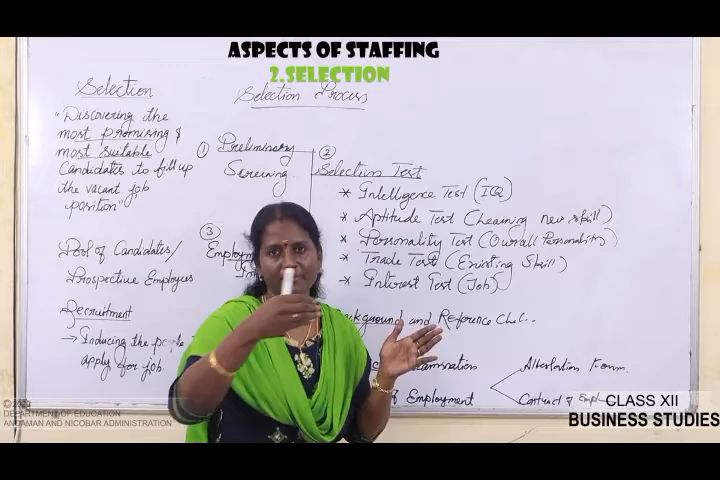 ASPECTS OF STAFFING
2.SELECTION
Selection
"Discovering the
most promising &
most suitable
Candidates to fill up
the vacant job
position"
Pool of Candidates/
Prospective Employees
Recruitment
→ Inducing the people
apply for job.
Selection Process
① Preliminary
Screening
②
Selection Test
* Intelligence Test (IQ)
* Aptitude Test (Learning new skill)
* Personality Test (Overall Personality)
* Trade Test (Existing Skill)
* Interest Test (Job)
③
and Reference
of Employment
Attestation Form
Contract of
DEPARTMENT OF EDUCATION
ANDAMAN AND NICOBAR ADMINISTRATION
CLASS XII
BUSINESS STUDIES